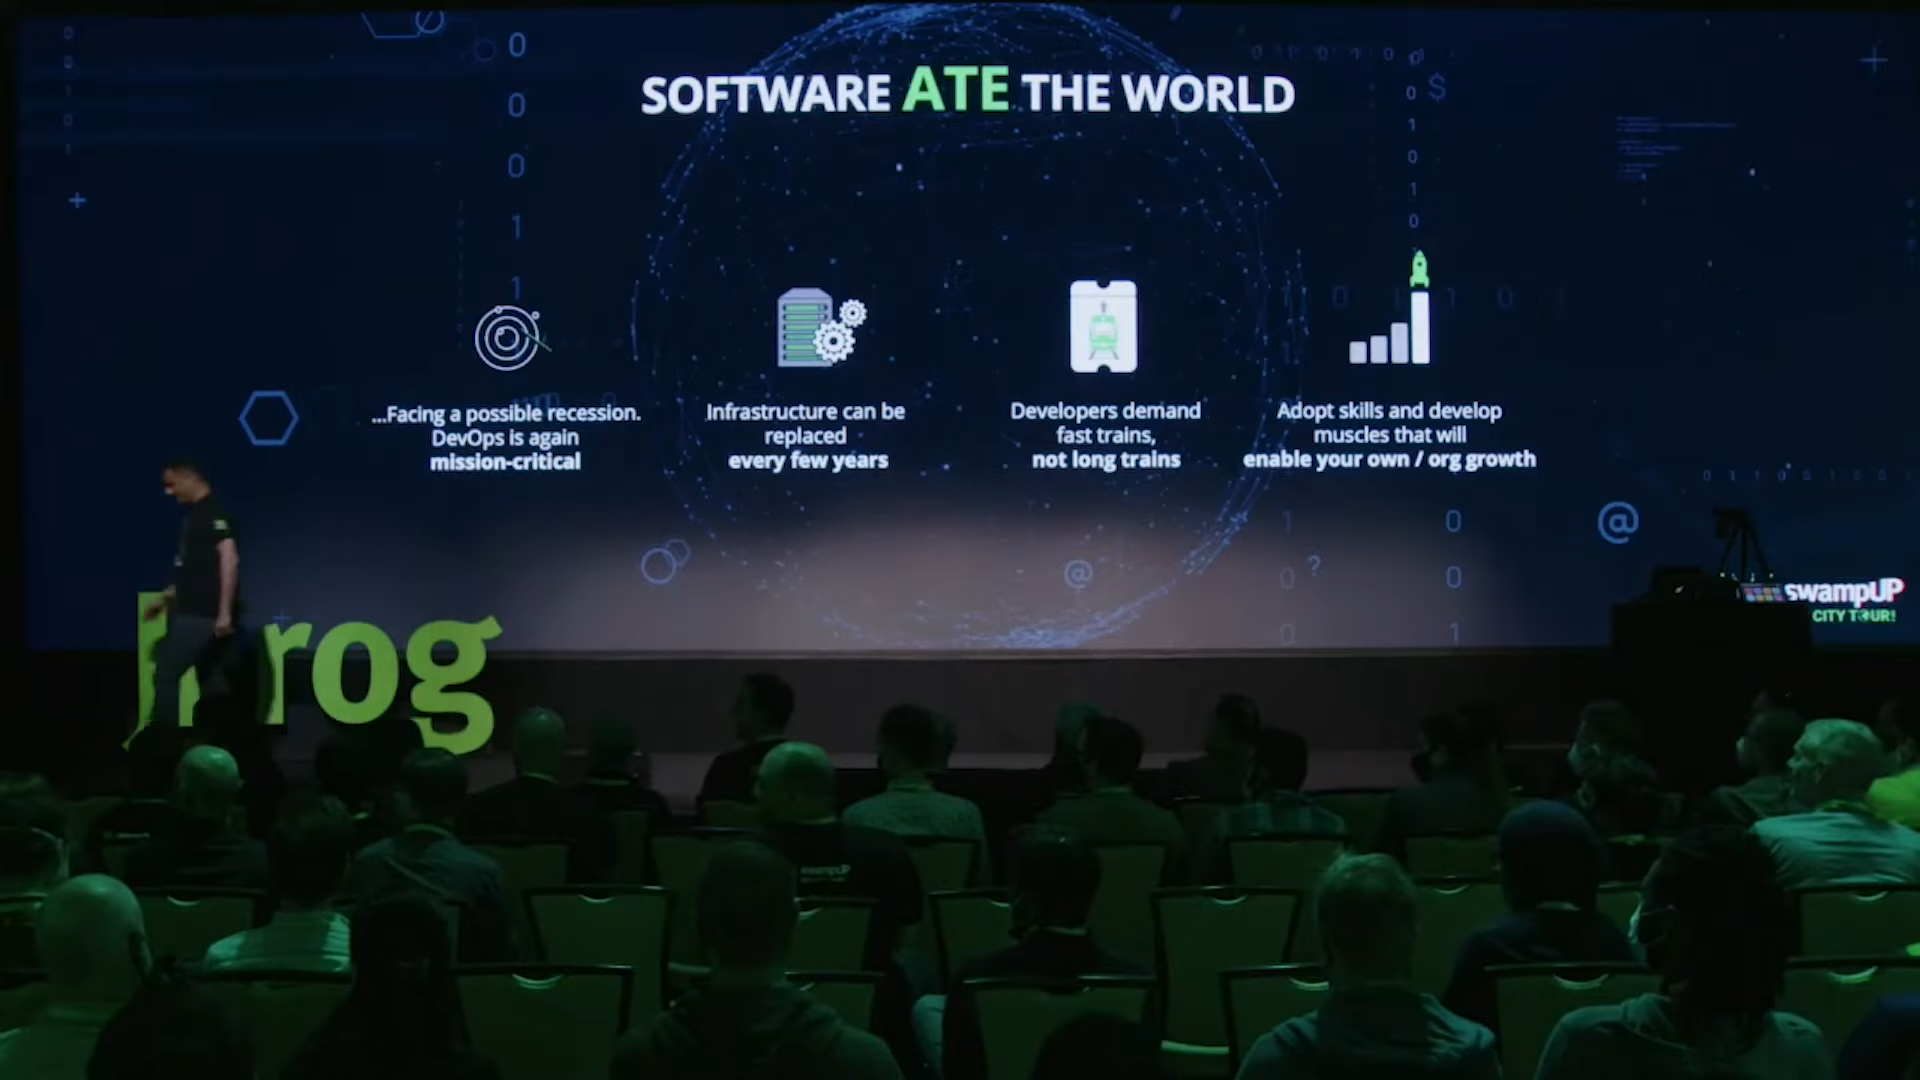 SOFTWARE ATE THE WORLD
...Facing a possible recession.
DevOps is again
mission-critical
Infrastructure can be
replaced
every few years
Developers demand
fast trains,
not long trains
Adopt skills and develop
muscles that will
enable your own / org growth
swampUP
CITY TOUR!
rog
swampUP